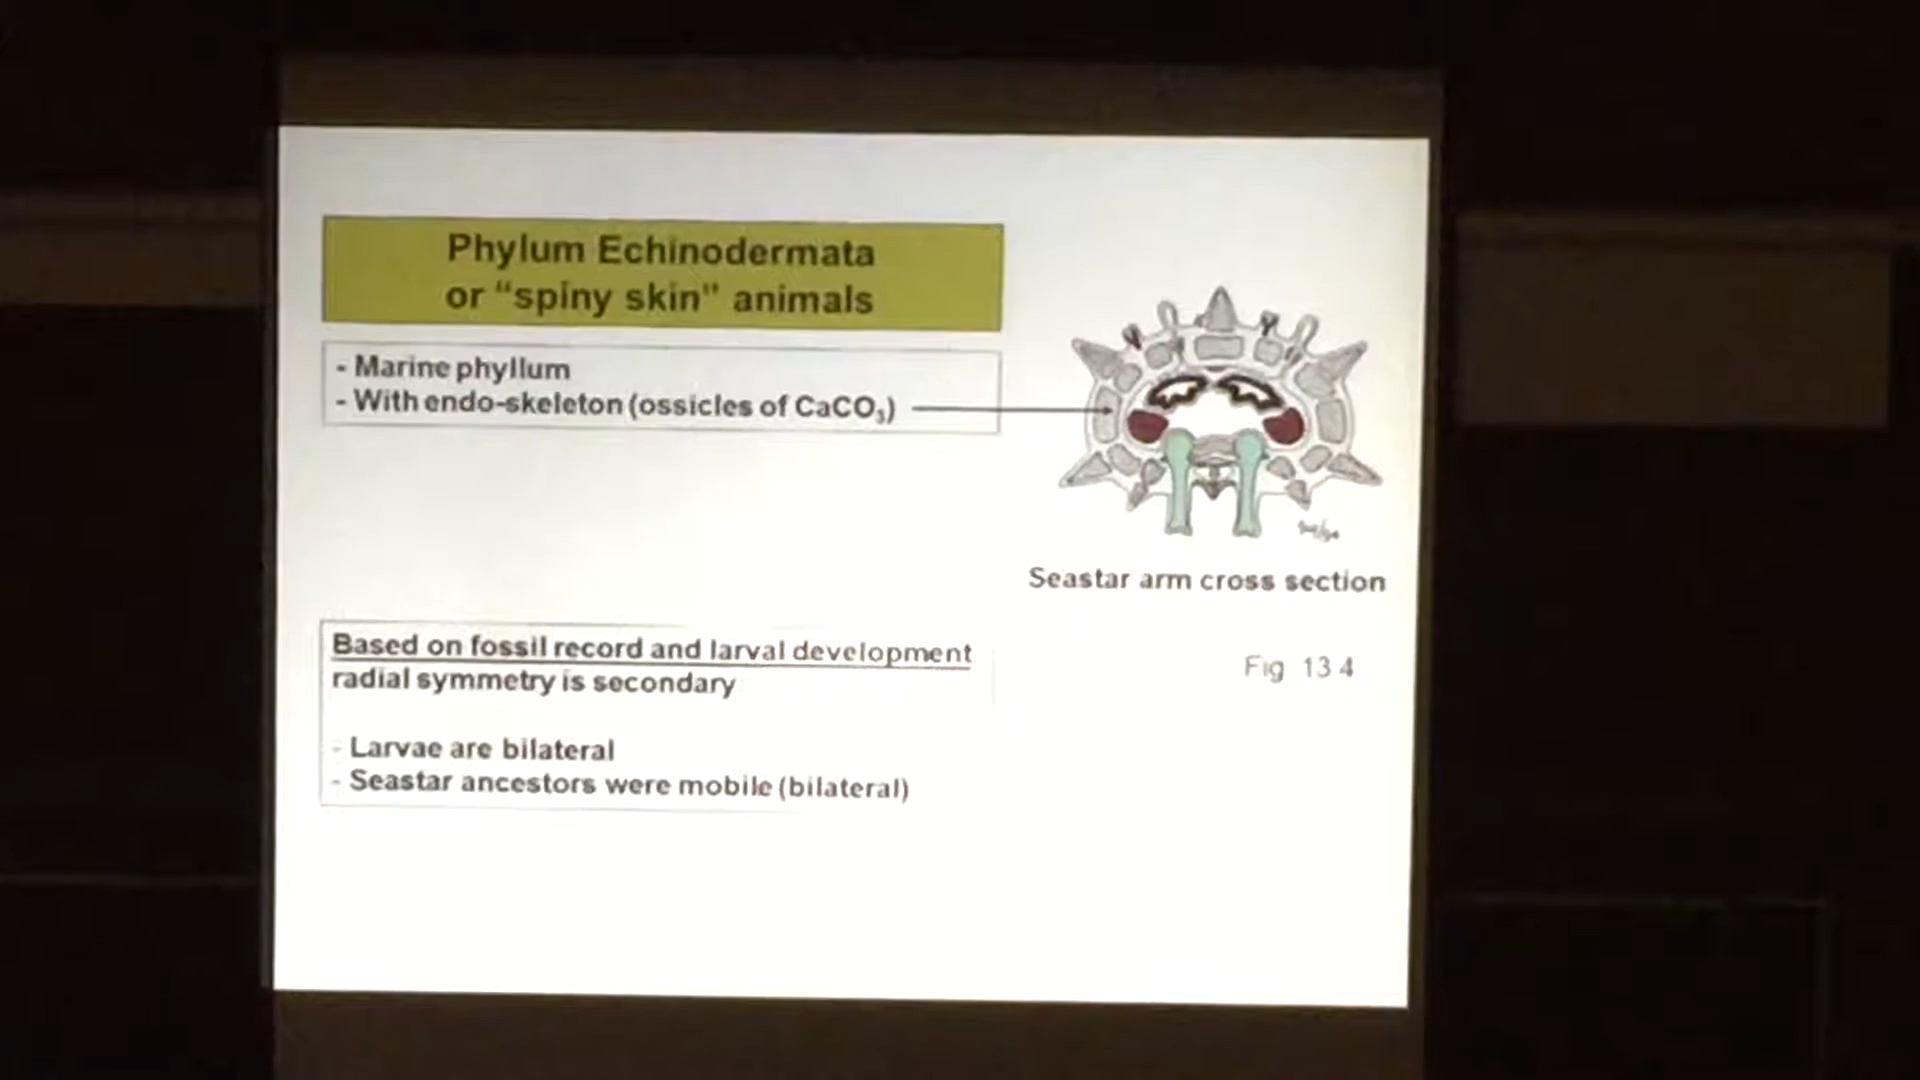 Phylum Echinodermata
or "spiny skin" animals
- Marine phyllum
- With endo-skeleton (ossicles of CaCO₃)
Seastar arm cross section
Based on fossil record and larval development
radial symmetry is secondary
Fig 13 4
- Larvae are bilateral
- Seastar ancestors were mobile (bilateral)